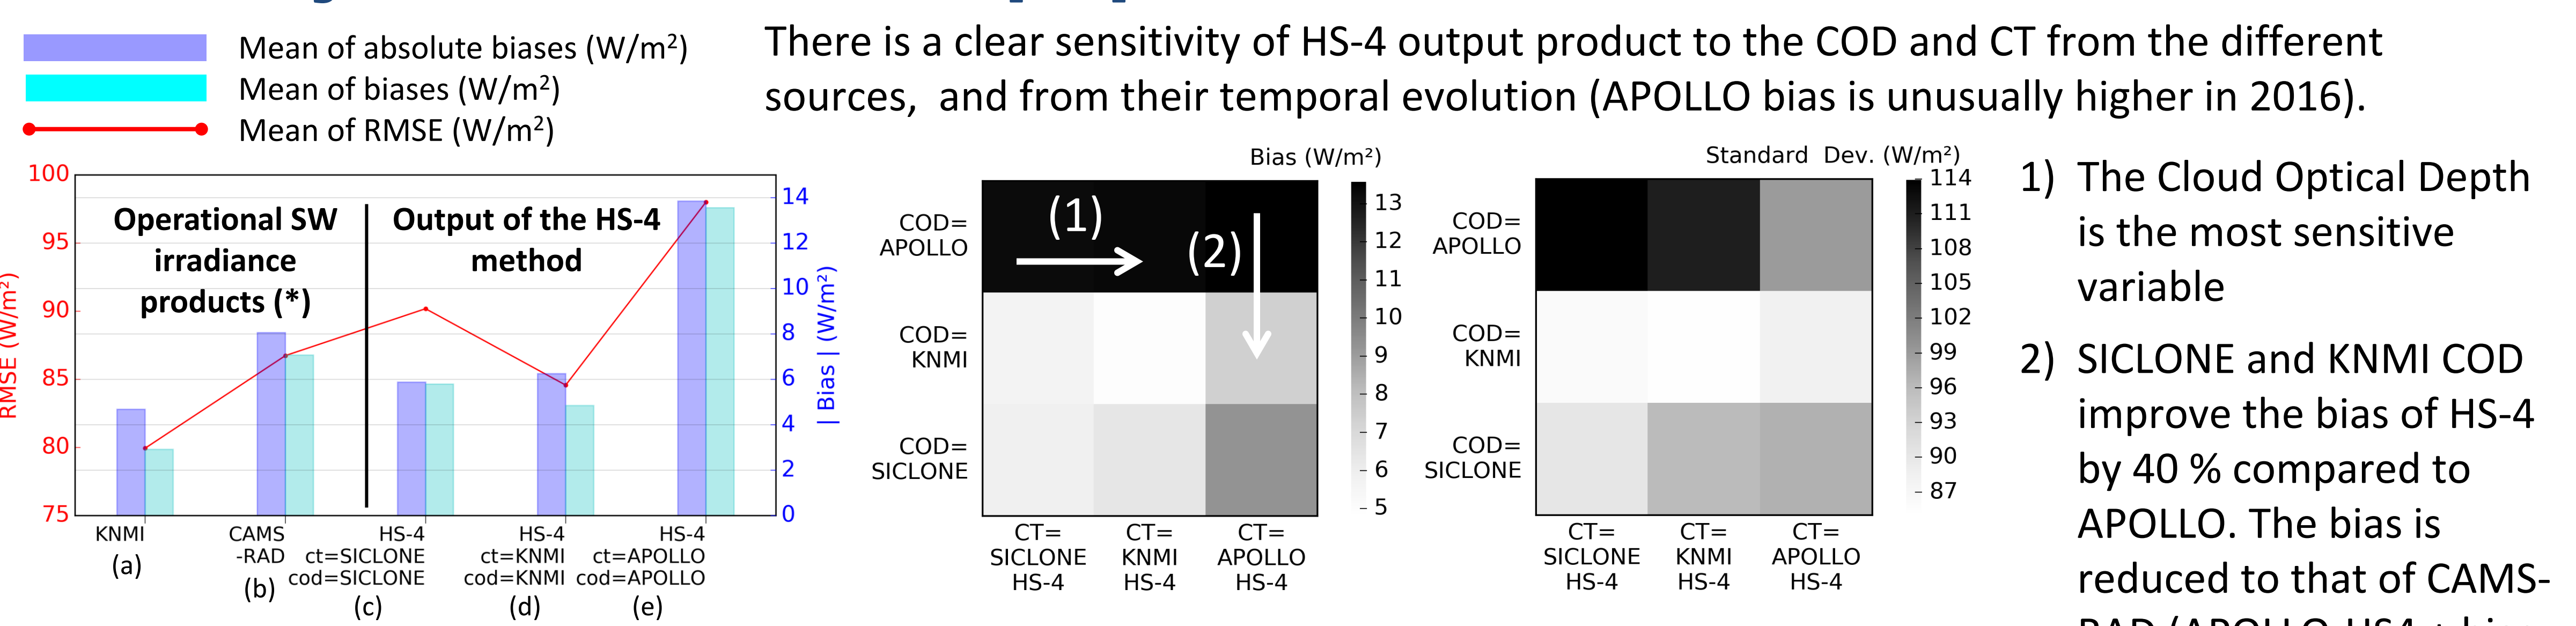 Mean of absolute biases (W/m²)
Mean of biases (W/m²)
Mean of RMSE (W/m²)
There is a clear sensitivity of HS-4 output product to the COD and CT from the different
sources, and from their temporal evolution (APOLLO bias is unusually higher in 2016).
100
95
90
85
80
75
RMSE (W/m²)
Operational SW
irradiance
products (*)
Output of the HS-4
method
14
12
10
8
6
4
2
0
| Bias | (W/m²)
KNMI
(a)
CAMS
-RAD
(b)
HS-4
ct=SICLONE
cod=SICLONE
(c)
HS-4
ct=KNMI
cod=KNMI
(d)
HS-4
ct=APOLLO
cod=APOLLO
(e)
Bias (W/m²)
COD=
APOLLO
COD=
KNMI
COD=
SICLONE
(1)
(2)
CT=
SICLONE
HS-4
CT=
KNMI
HS-4
CT=
APOLLO
HS-4
13
12
11
10
9
8
7
6
5
Standard Dev. (W/m²)
COD=
APOLLO
COD=
KNMI
COD=
SICLONE
CT=
SICLONE
HS-4
CT=
KNMI
HS-4
CT=
APOLLO
HS-4
114
111
108
105
102
99
96
93
90
87
1) The Cloud Optical Depth
is the most sensitive
variable
2) SICLONE and KNMI COD
improve the bias of HS-4
by 40 % compared to
APOLLO. The bias is
reduced to that of CAMS-